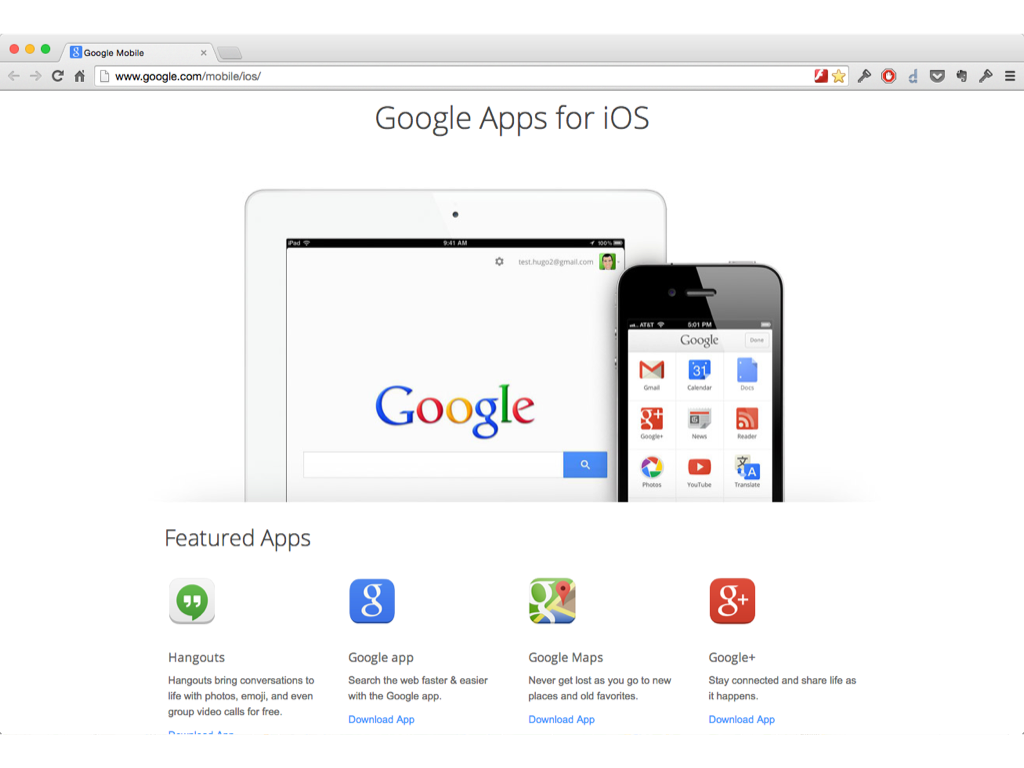 Google Mobile
www.google.com/mobile/ios/
Google Apps for iOS
iPad 9:41 AM 100%
test.hugo2@gmail.com
Google
AT&T 5:01 PM
Google Done
31
Gmail Calendar Docs
g+
Google+ News Reader
文 A
Photos YouTube Translate
Featured Apps
g g g+
Hangouts
Hangouts bring conversations to
life with photos, emoji, and even
group video calls for free.
Download App
Google app
Search the web faster & easier
with the Google app.
Download App
Google Maps
Never get lost as you go to new
places and old favorites.
Download App
Google+
Stay connected and share life as
it happens.
Download App